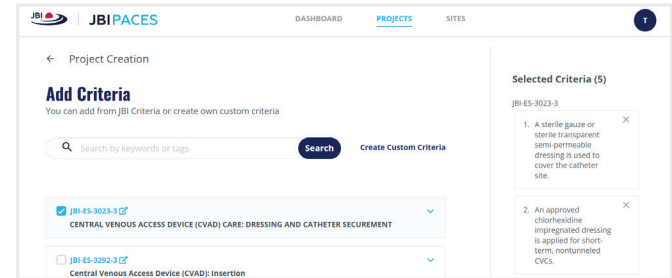 JBI
JBIPACES
DASHBOARD
PROJECTS
SITES
T
← Project Creation
Add Criteria
You can add from JBI Criteria or create own custom criteria
Search by keywords or tags
Search
Create Custom Criteria
JBI-ES-3023-3
CENTRAL VENOUS ACCESS DEVICE (CVAD) CARE: DRESSING AND CATHETER SECUREMENT
JBI-ES-3292-3
Central Venous Access Device (CVAD): Insertion
Selected Criteria (5)
JBI-ES-3023-3
1. A sterile gauze or
sterile transparent
semi-permeable
dressing is used to
cover the catheter
site.
2. An approved
chlorhexidine
impregnated dressing
is applied for short-
term, nontunneled
CVCs.